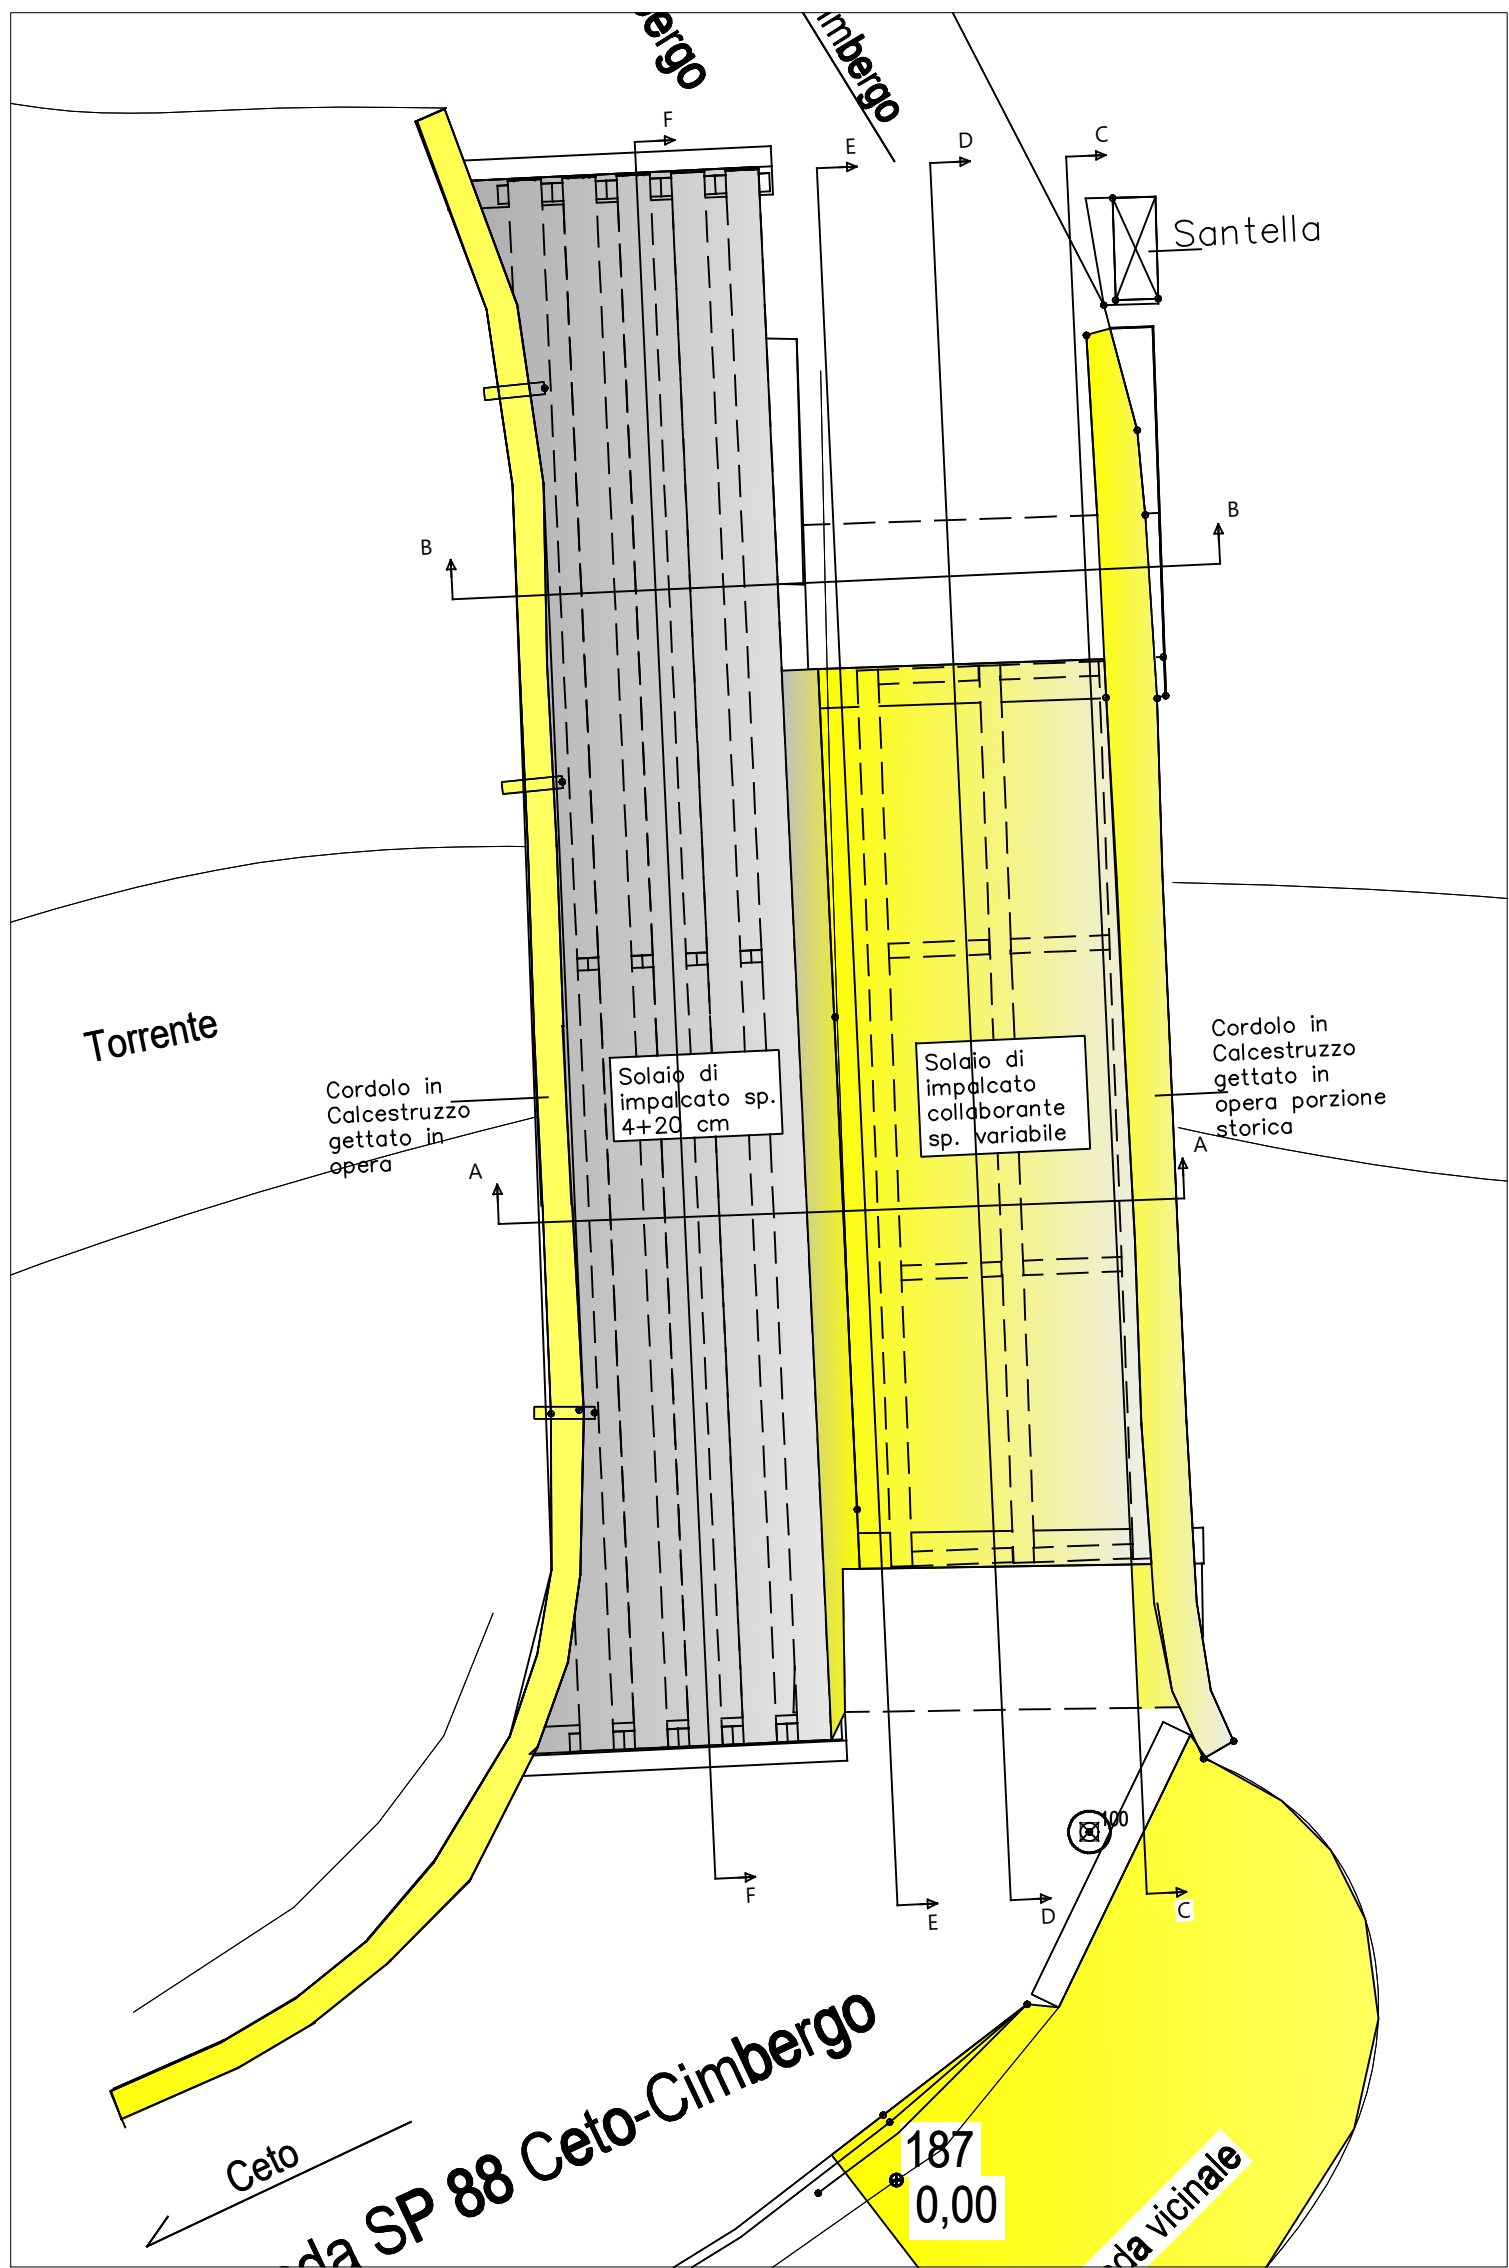 ergo
mbergo
F
E
D
C
Santella
B
B
Torrente
Cordolo in
Calcestruzzo
gettato in
opera
Solaio di
impalcato sp.
4+20 cm
Solaio di
impalcato
collaborante
sp. variabile
Cordolo in
Calcestruzzo
gettato in
opera porzione
storica
A
A
100
F
E
D
C
Ceto
da SP 88 Ceto-Cimbergo
187
0,00
da vicinale